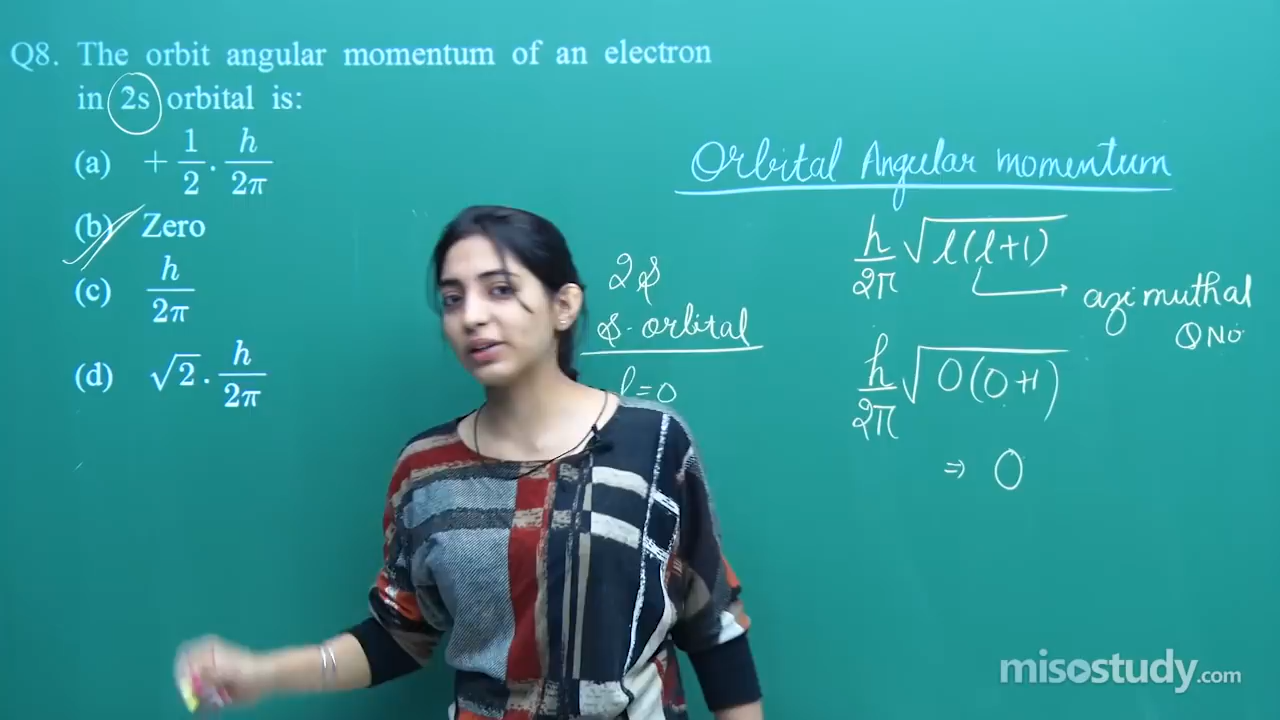 Q8. The orbit angular momentum of an electron
in 2s orbital is:
(a) + 1/2 . h/2π
(b) Zero
(c) h/2π
(d) √2 . h/2π
2s
s-orbital
l=0
Orbital Angular momentum
h/2π √l(l+1)
azimuthal
QNo
h/2π √0(0+1)
⇒ 0
misostudy.com